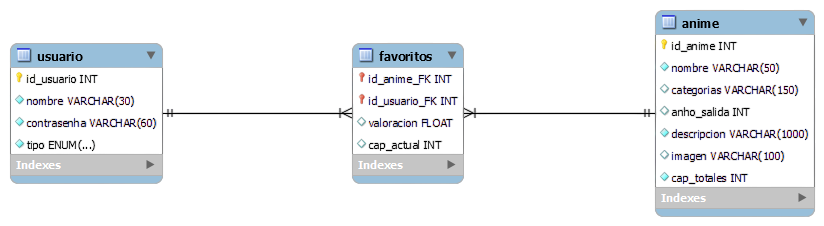 usuario
id_usuario INT
nombre VARCHAR(30)
contrasenha VARCHAR(60)
tipo ENUM(...)
Indexes
favoritos
id_anime_FK INT
id_usuario_FK INT
valoracion FLOAT
cap_actual INT
Indexes
anime
id_anime INT
nombre VARCHAR(50)
categorias VARCHAR(150)
anho_salida INT
descripcion VARCHAR(1000)
imagen VARCHAR(100)
cap_totales INT
Indexes